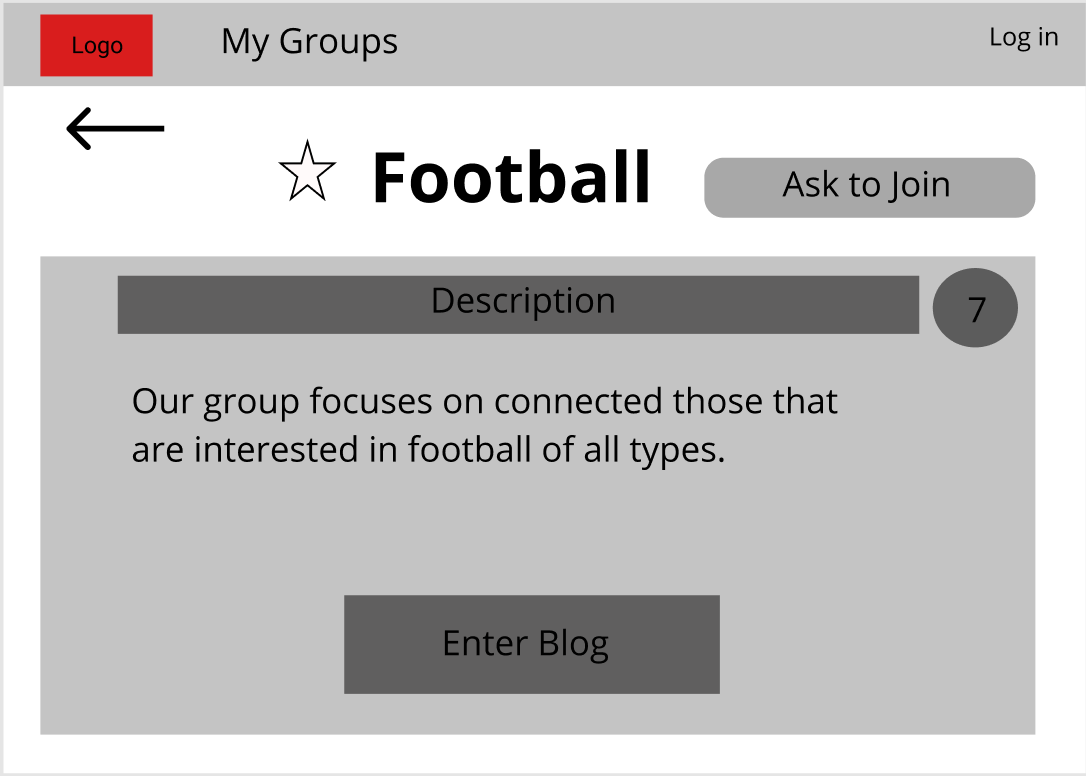 Logo
My Groups
Log in
Football
Ask to Join
Description
7
Our group focuses on connected those that
are interested in football of all types.
Enter Blog